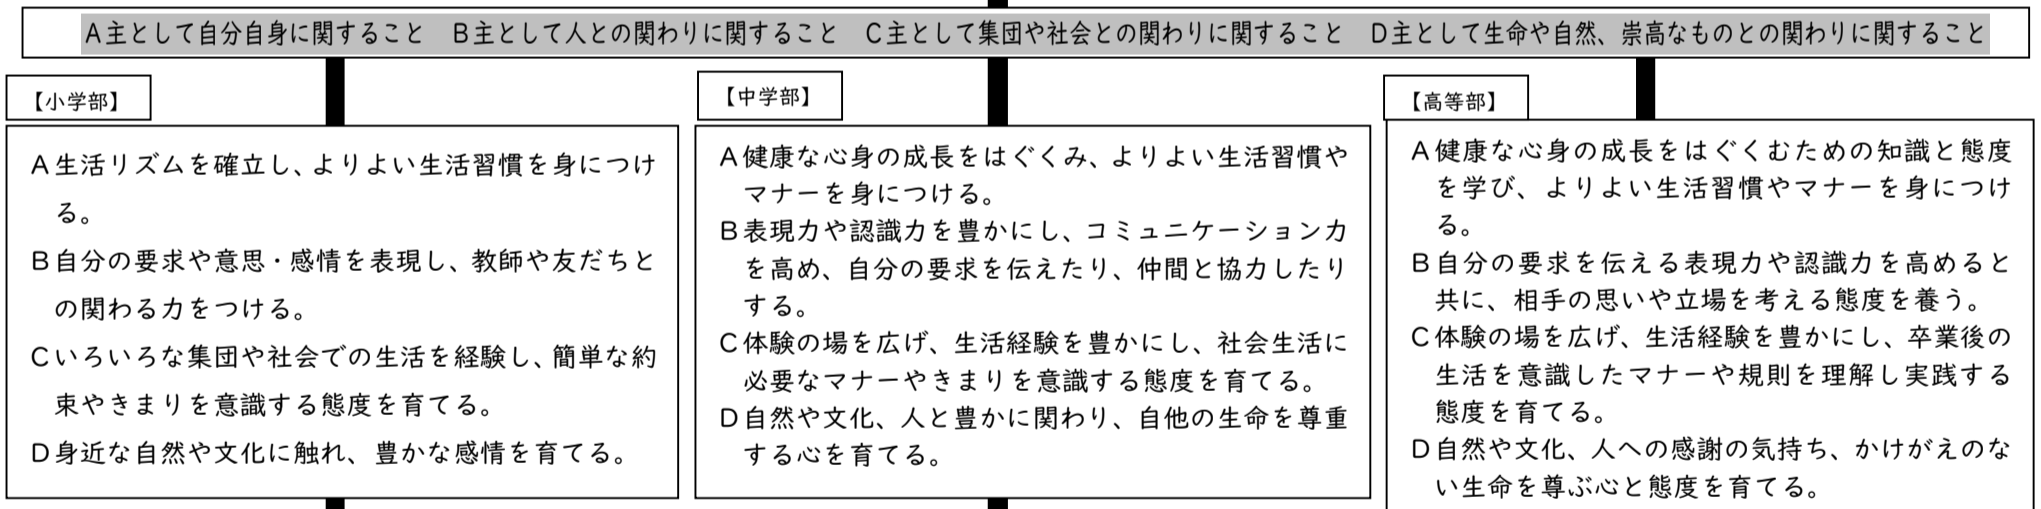 A主として自分自身に関すること　B主として人との関わりに関すること　C主として集団や社会との関わりに関すること　D主として生命や自然、崇高なものとの関わりに関すること
【小学部】
A生活リズムを確立し、よりよい生活習慣を身につけ
る。
B自分の要求や意思・感情を表現し、教師や友だちと
の関わる力をつける。
Cいろいろな集団や社会での生活を経験し、簡単な約
束やきまりを意識する態度を育てる。
D身近な自然や文化に触れ、豊かな感情を育てる。
【中学部】
A健康な心身の成長をはぐくみ、よりよい生活習慣や
マナーを身につける。
B表現力や認識力を豊かにし、コミュニケーション力
を高め、自分の要求を伝えたり、仲間と協力したり
する。
C体験の場を広げ、生活経験を豊かにし、社会生活に
必要なマナーやきまりを意識する態度を育てる。
D自然や文化、人と豊かに関わり、自他の生命を尊重
する心を育てる。
【高等部】
A健康な心身の成長をはぐくむための知識と態度
を学び、よりよい生活習慣やマナーを身につけ
る。
B自分の要求を伝える表現力や認識力を高めると
共に、相手の思いや立場を考える態度を養う。
C体験の場を広げ、生活経験を豊かにし、卒業後の
生活を意識したマナーや規則を理解し実践する
態度を育てる。
D自然や文化、人への感謝の気持ち、かけがえのな
い生命を尊ぶ心と態度を育てる。